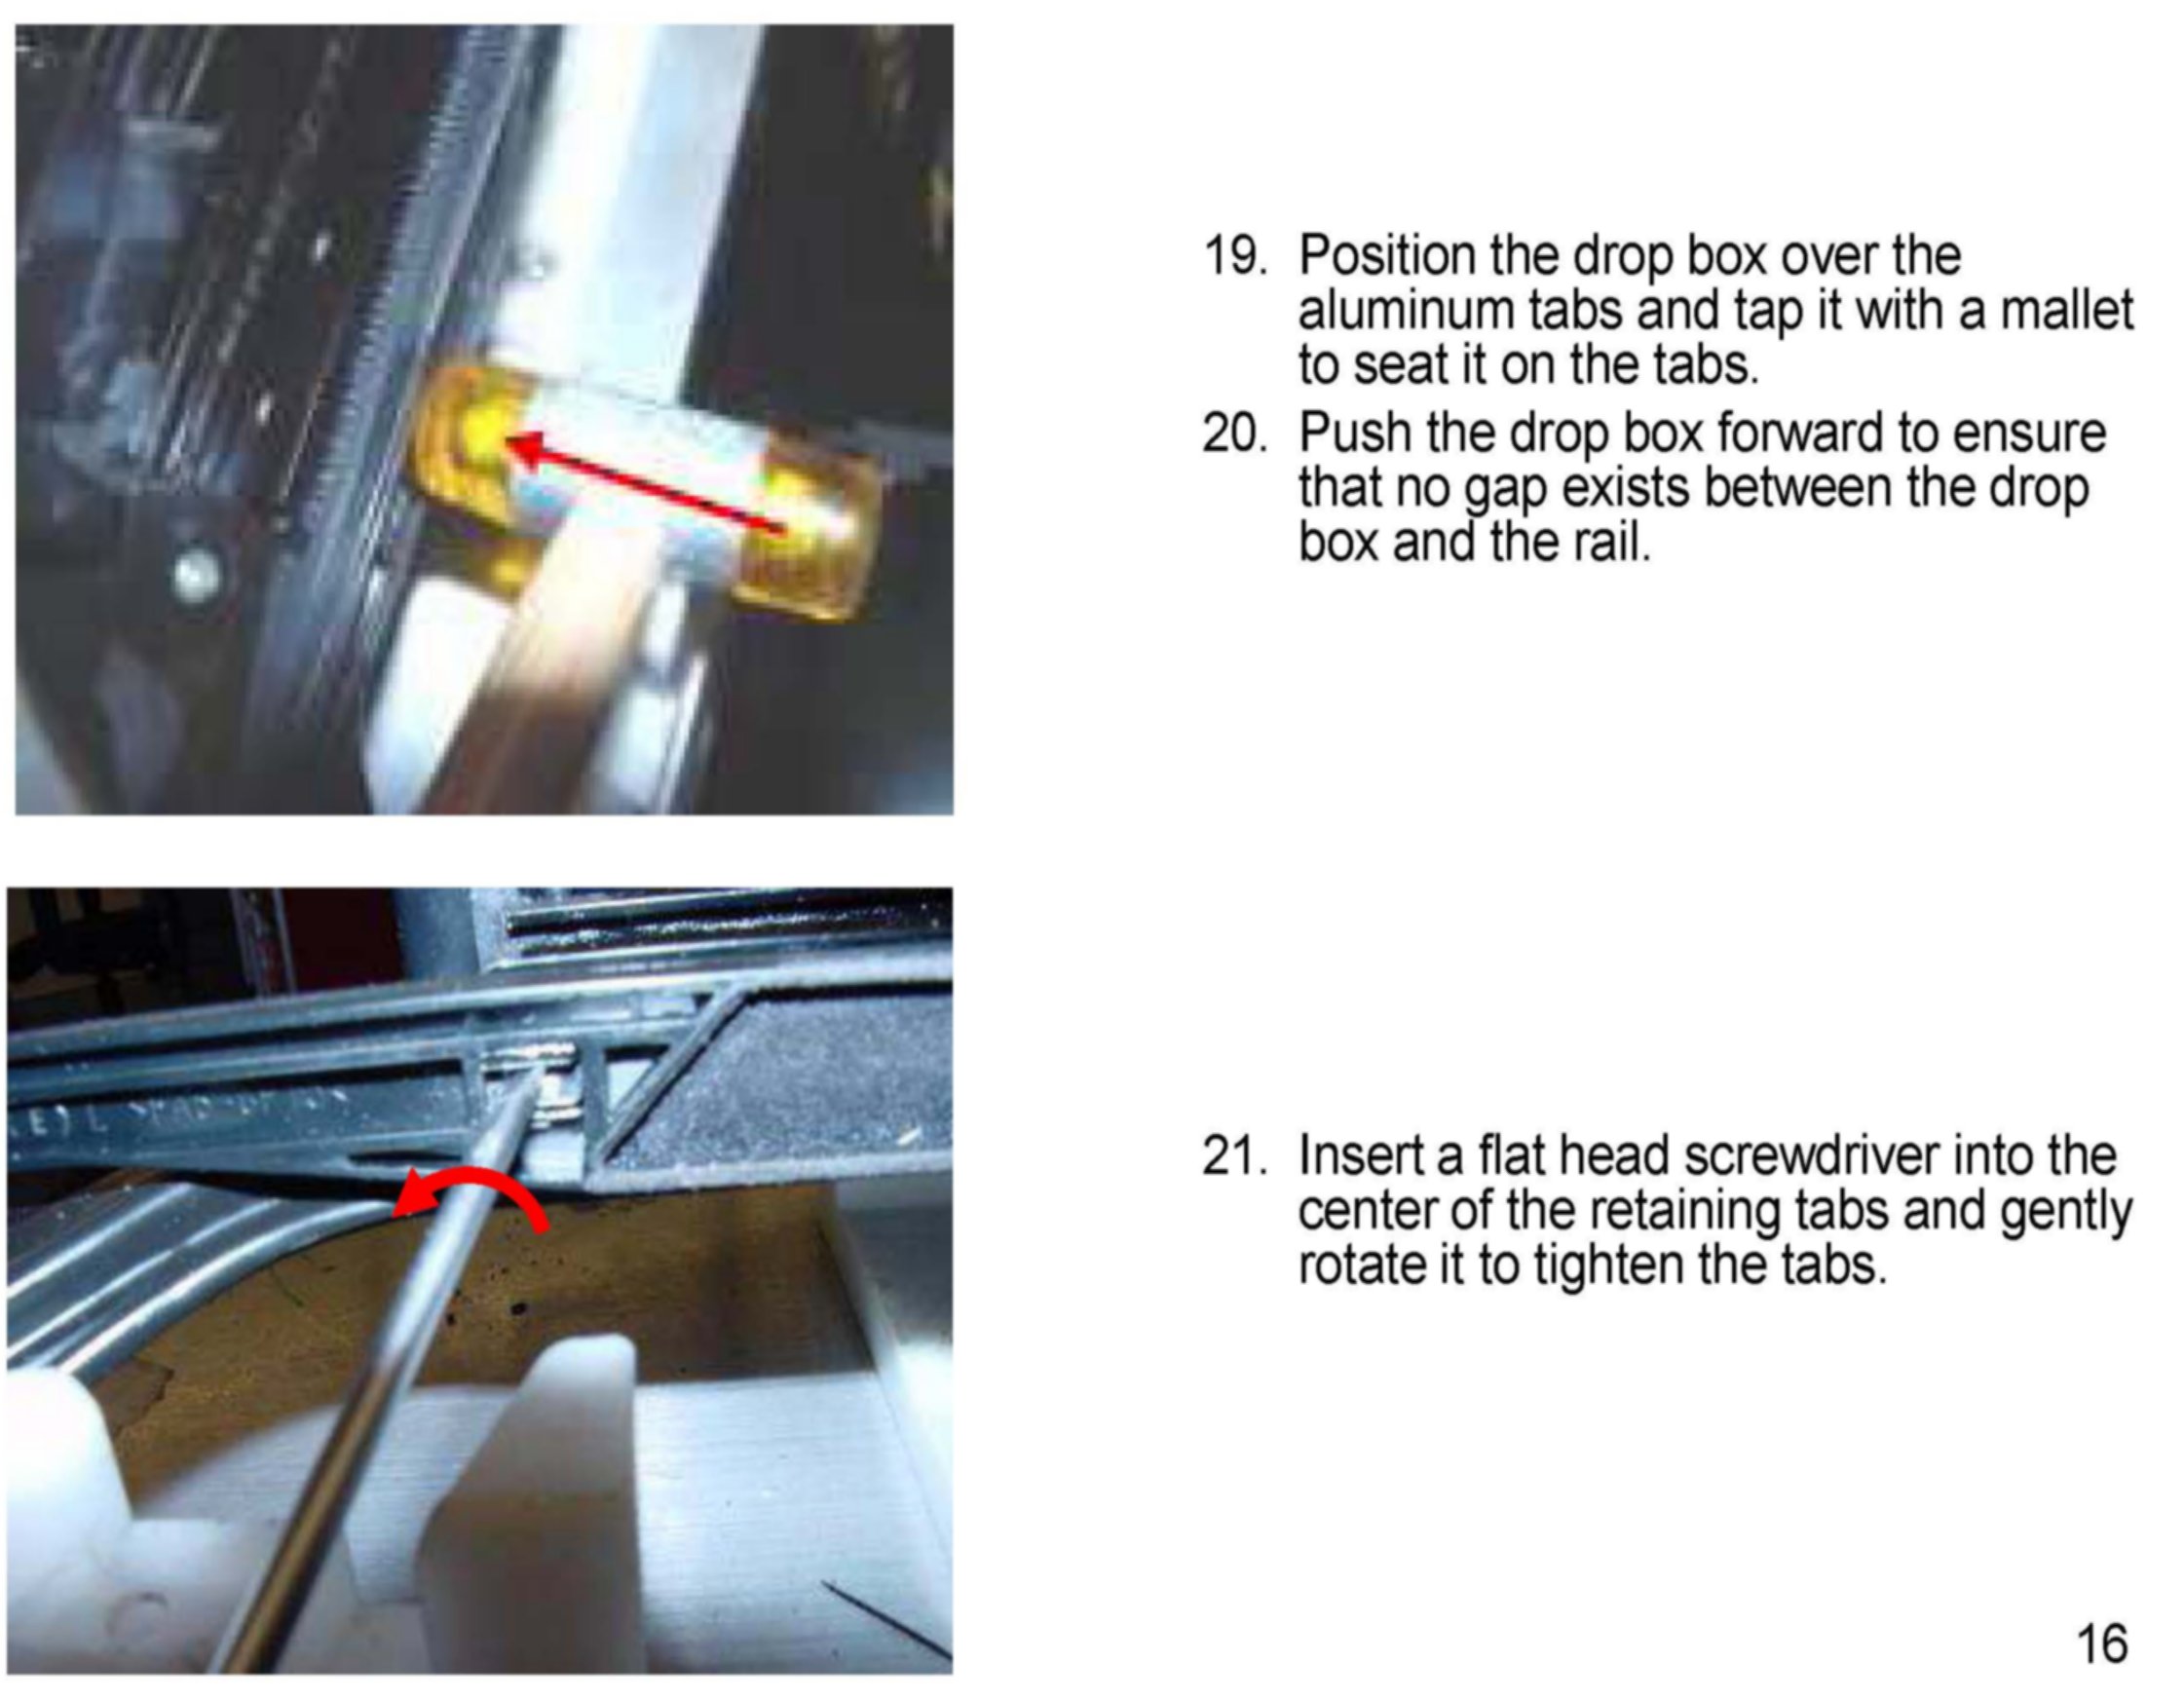 19. Position the drop box over the
aluminum tabs and tap it with a mallet
to seat it on the tabs.
20. Push the drop box forward to ensure
that no gap exists between the drop
box and the rail.
21. Insert a flat head screwdriver into the
center of the retaining tabs and gently
rotate it to tighten the tabs.
16